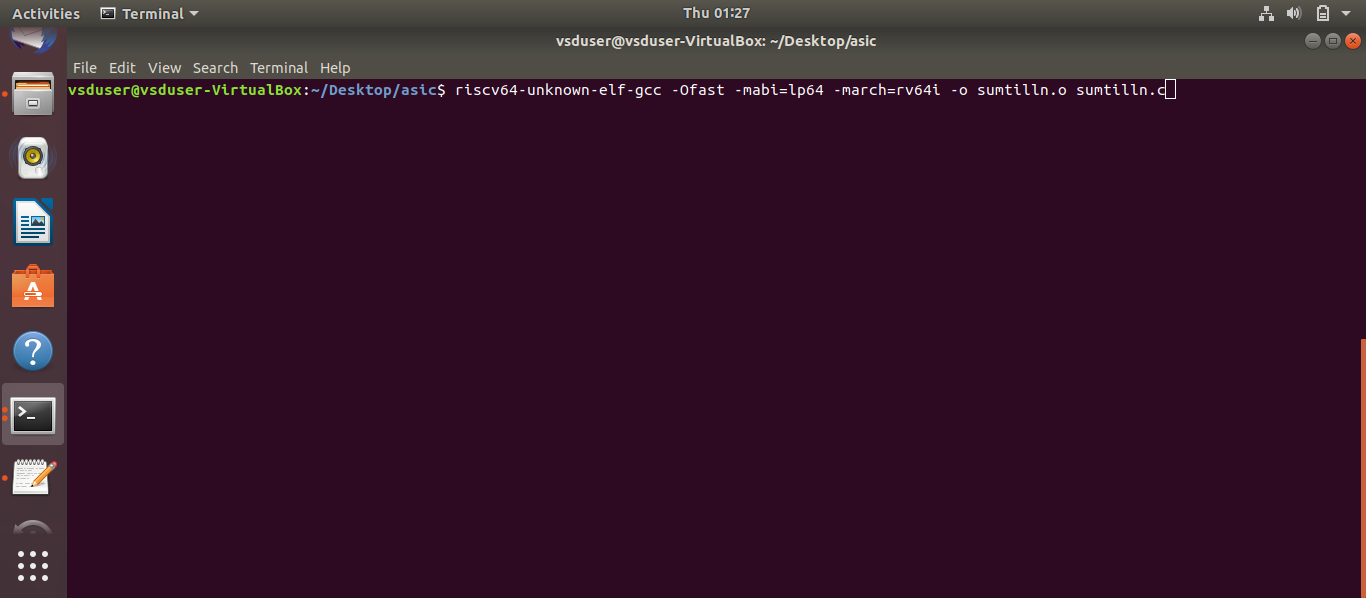 Activities Terminal Thu 01:27
vsduser@vsduser-VirtualBox: ~/Desktop/asic
File Edit View Search Terminal Help
vsduser@vsduser-VirtualBox:~/Desktop/asic$ riscv64-unknown-elf-gcc -Ofast -mabi=lp64 -march=rv64i -o sumtilln.o sumtilln.c